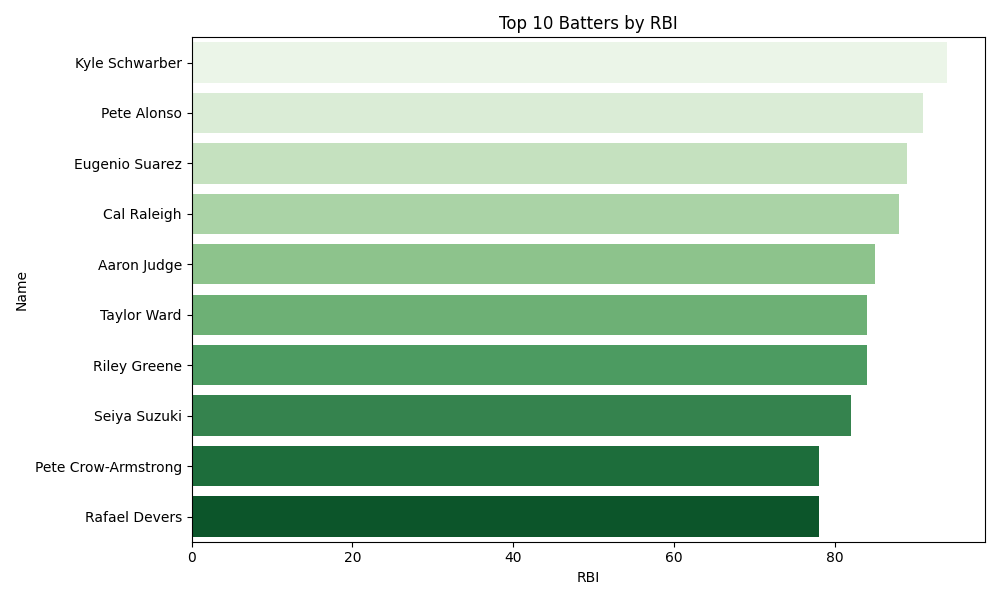 Top 10 Batters by RBI
Kyle Schwarber
Pete Alonso
Eugenio Suarez
Cal Raleigh
Aaron Judge
Taylor Ward
Riley Greene
Seiya Suzuki
Pete Crow-Armstrong
Rafael Devers
Name
0 20 40 60 80
RBI